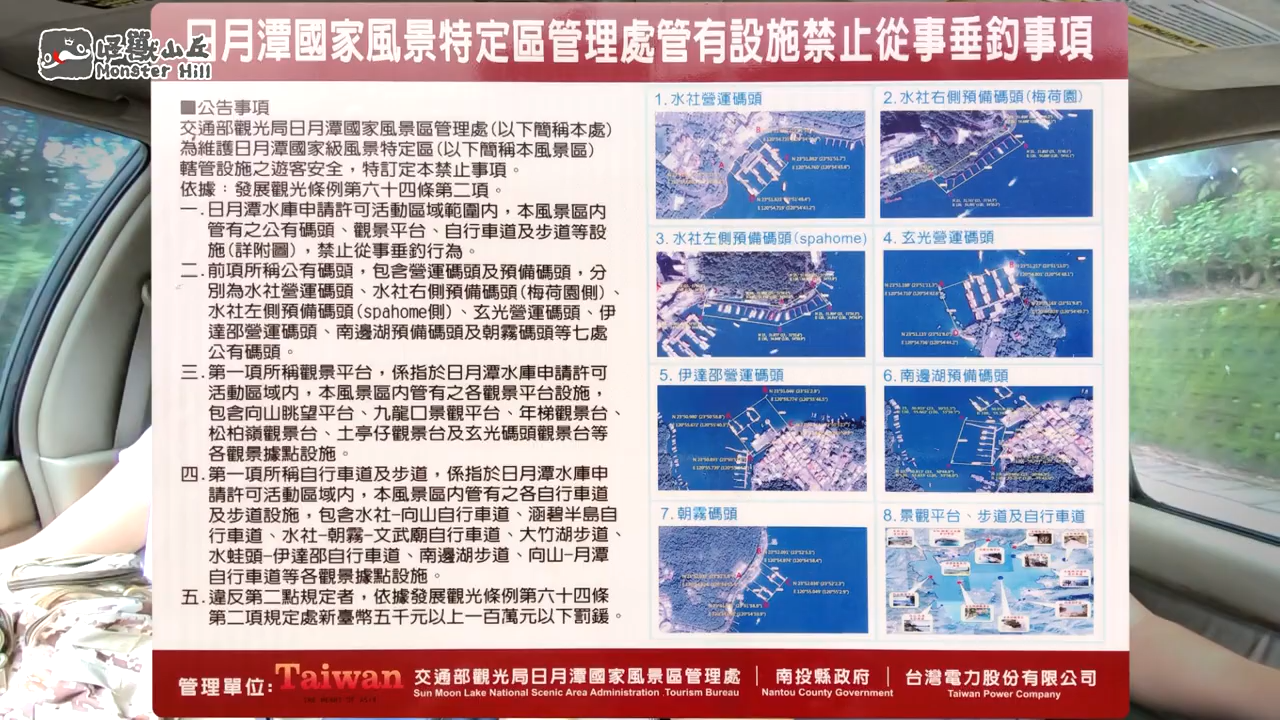 怪獸山丘
Monster Hill
日月潭國家風景特定區管理處管有設施禁止從事垂釣事項
■公告事項
交通部觀光局日月潭國家風景區管理處(以下簡稱本處)
為維護日月潭國家級風景特定區(以下簡稱本風景區)
轄管設施之遊客安全，特訂定本禁止事項。
依據：發展觀光條例第六十四條第二項。
一.日月潭水庫申請許可活動區域範圍內，本風景區內
管有之公有碼頭、觀景平台、自行車道及步道等設
施(詳附圖)，禁止從事垂釣行為。
二.前項所稱公有碼頭，包含營運碼頭及預備碼頭，分
別為水社營運碼頭、水社右側預備碼頭(梅荷園側)、
水社左側預備碼頭(spahome側)、玄光營運碼頭、伊
達邵營運碼頭、南邊湖預備碼頭及朝霧碼頭等七處
公有碼頭。
三.第一項所稱觀景平台，係指於日月潭水庫申請許可
活動區域內，本風景區內管有之各觀景平台設施，
包含向山眺望平台、九龍口景觀平台、年梯觀景台、
松柏嶺觀景台、土亭仔觀景台及玄光碼頭觀景台等
各觀景據點設施。
四.第一項所稱自行車道及步道，係指於日月潭水庫申
請許可活動區域內，本風景區內管有之各自行車道
及步道設施，包含水社-向山自行車道、涵碧半島自
行車道、水社-朝霧-文武廟自行車道、大竹湖步道、
水蛙頭-伊達邵自行車道、南邊湖步道、向山-月潭
自行車道等各觀景據點設施。
五.違反第二點規定者，依據發展觀光條例第六十四條
第二項規定處新臺幣五千元以上一百萬元以下罰鍰。
1.水社營運碼頭
2.水社右側預備碼頭(梅荷園)
3.水社左側預備碼頭(spahome)
4.玄光營運碼頭
5.伊達邵營運碼頭
6.南邊湖預備碼頭
7.朝霧碼頭
8.景觀平台、步道及自行車道
管理單位:
Taiwan
THE HEART OF ASIA
交通部觀光局日月潭國家風景區管理處
Sun Moon Lake National Scenic Area Administration .Tourism Bureau
南投縣政府
Nantou County Government
台灣電力股份有限公司
Taiwan Power Company